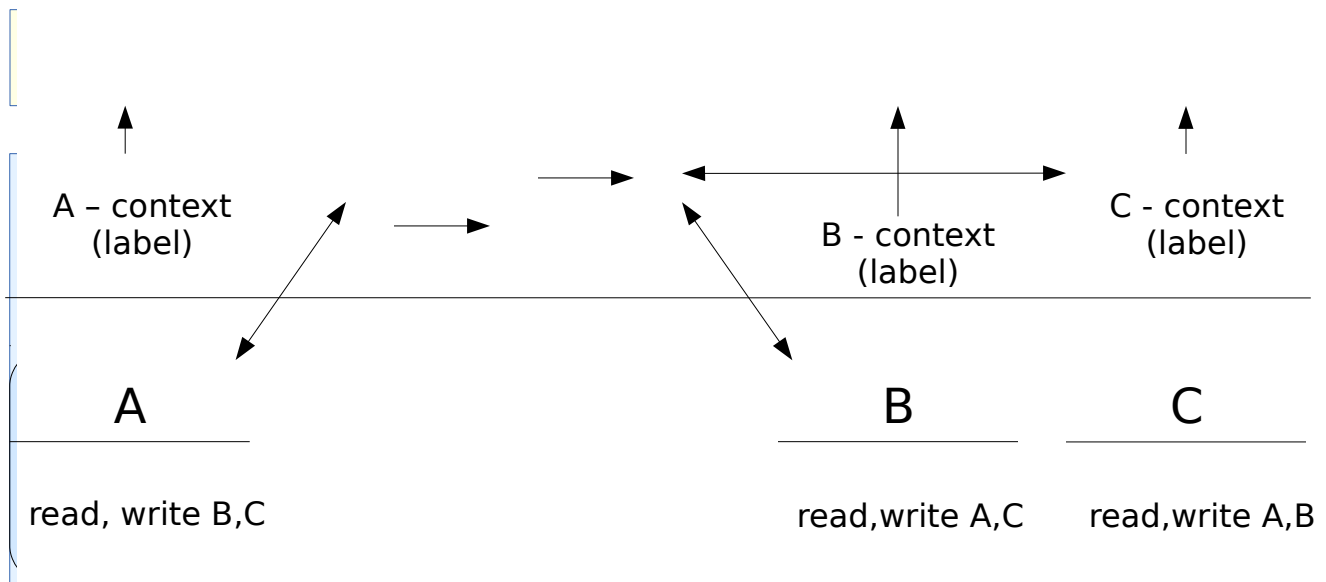 A – context
(label)
B - context
(label)
C - context
(label)
A
B
C
read, write B,C
read,write A,C
read,write A,B